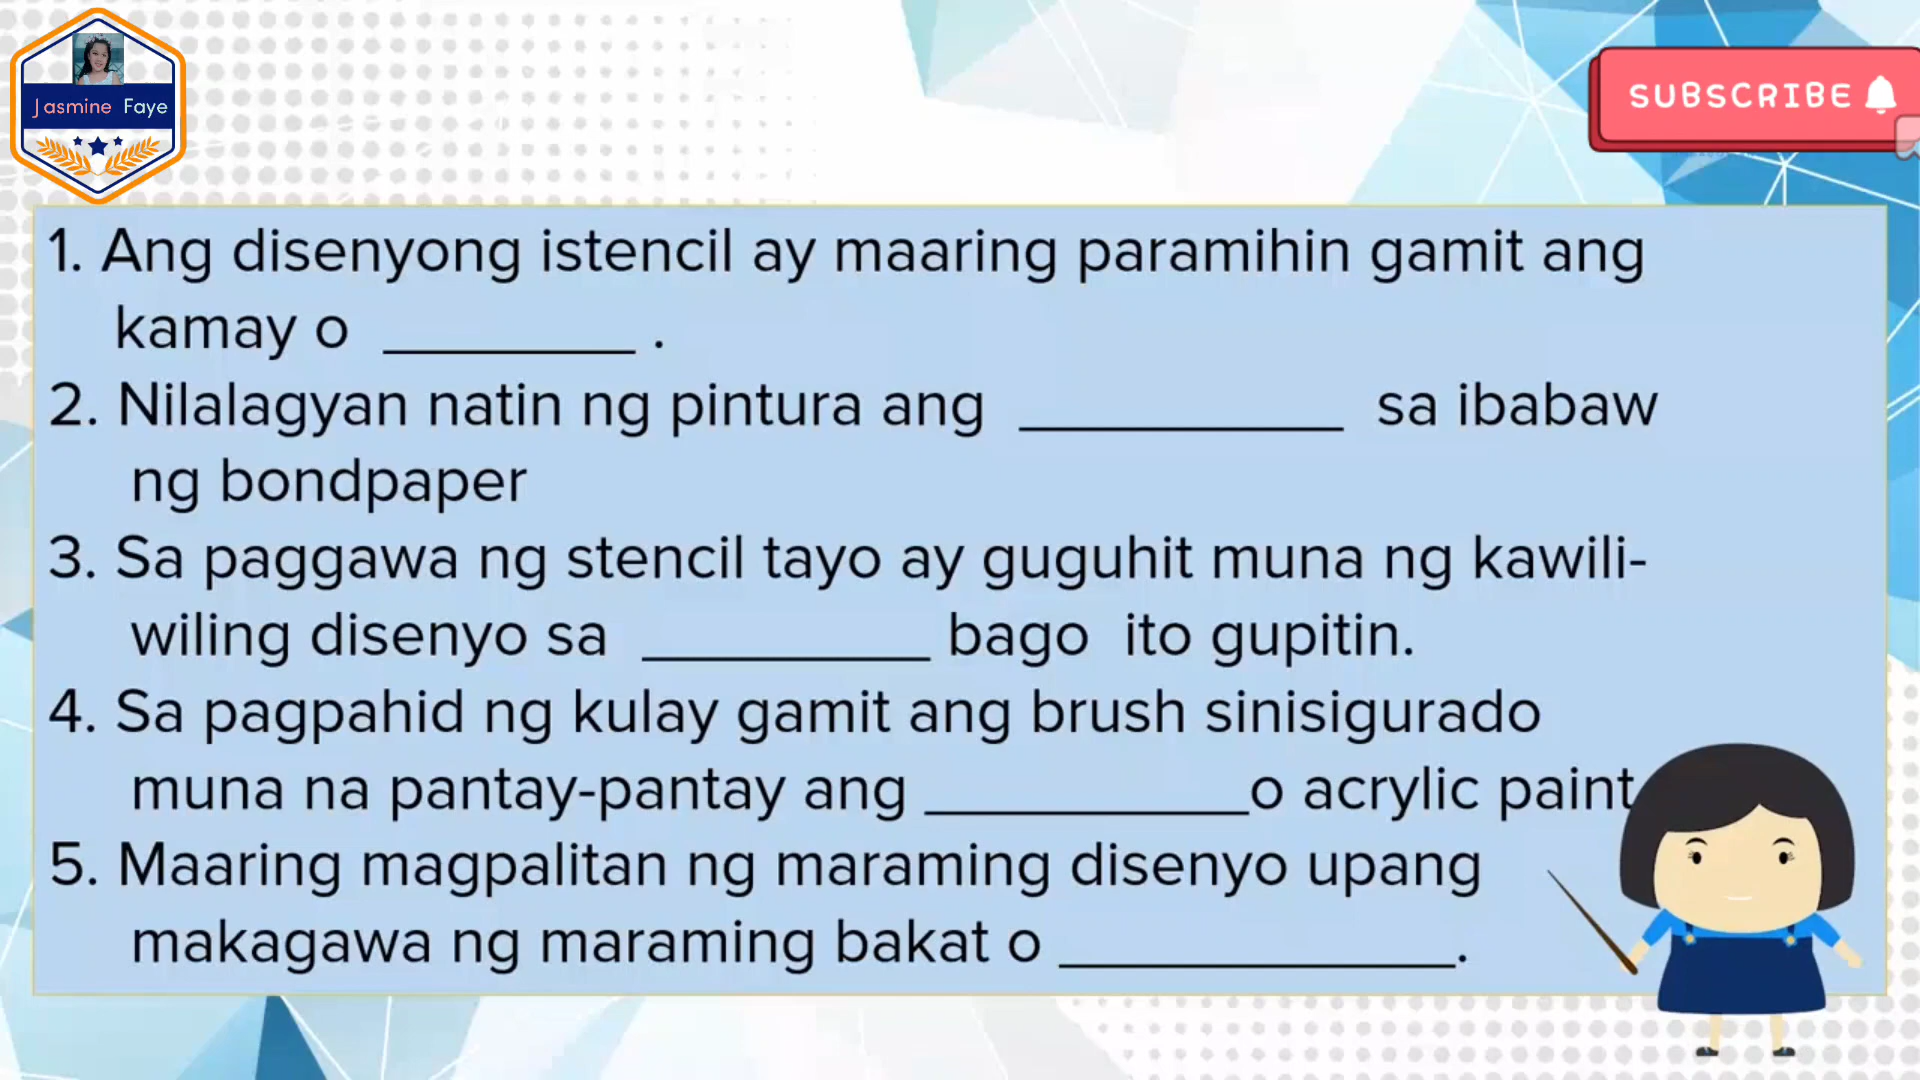 Jasmine Faye
SUBSCRIBE
1. Ang disenyong istencil ay maaring paramihin gamit ang
kamay o ________ .
2. Nilalagyan natin ng pintura ang __________ sa ibabaw
ng bondpaper
3. Sa paggawa ng stencil tayo ay guguhit muna ng kawili-
wiling disenyo sa _________ bago ito gupitin.
4. Sa pagpahid ng kulay gamit ang brush sinisigurado
muna na pantay-pantay ang __________o acrylic paint
5. Maaring magpalitan ng maraming disenyo upang
makagawa ng maraming bakat o ____________.